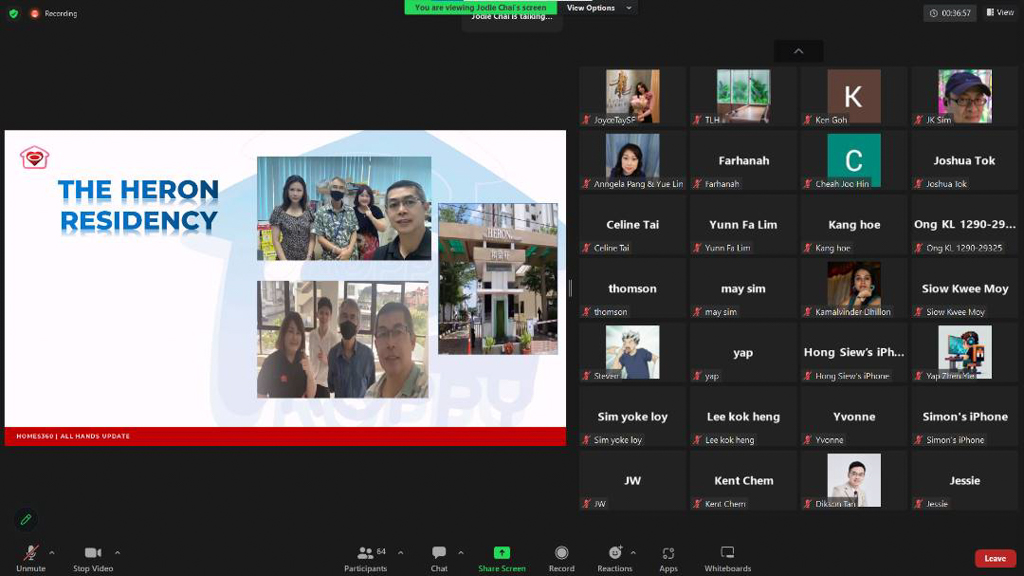 Recording
You are viewing Jodie Chai's screen
View Options
Jodie Chai is talking...
00:36:57
View
THE HERON
RESIDENCY
HERON
HOMES360 | ALL HANDS UPDATE
JoyceTaySF
TLH
K
Ken Goh
JK Sim
Anngela Pang & Yue Lin
Farhanah
Farhanah
C
Cheah Joo Hin
Joshua Tok
Joshua Tok
Celine Tai
Celine Tai
Yunn Fa Lim
Yunn Fa Lim
Kang hoe
Kang hoe
Ong KL 1290-29...
Ong KL 1290-29325
thomson
thomson
may sim
may sim
Kamalvinder Dhillon
Siow Kwee Moy
Siow Kwee Moy
Steven
yap
yap
Hong Siew's iPh...
Hong Siew's iPhone
Yap Zhen Yie
Sim yoke loy
Sim yoke loy
Lee kok heng
Lee kok heng
Yvonne
Yvonne
Simon's iPhone
Simon's iPhone
JW
JW
Kent Chem
Kent Chem
Dikson Tan
Jessie
Jessie
Unmute
Stop Video
64
Participants
Chat
Share Screen
Record
Reactions
Apps
Whiteboards
Leave